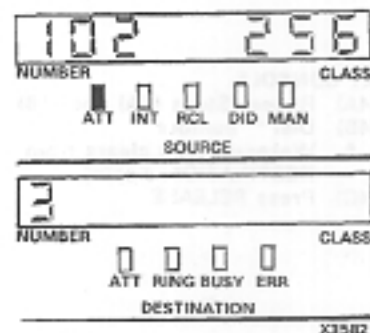 102 256
NUMBER CLASS
ATT INT RCL DID MAN
SOURCE
3
NUMBER CLASS
ATT RING BUSY ERR
DESTINATION
X3582